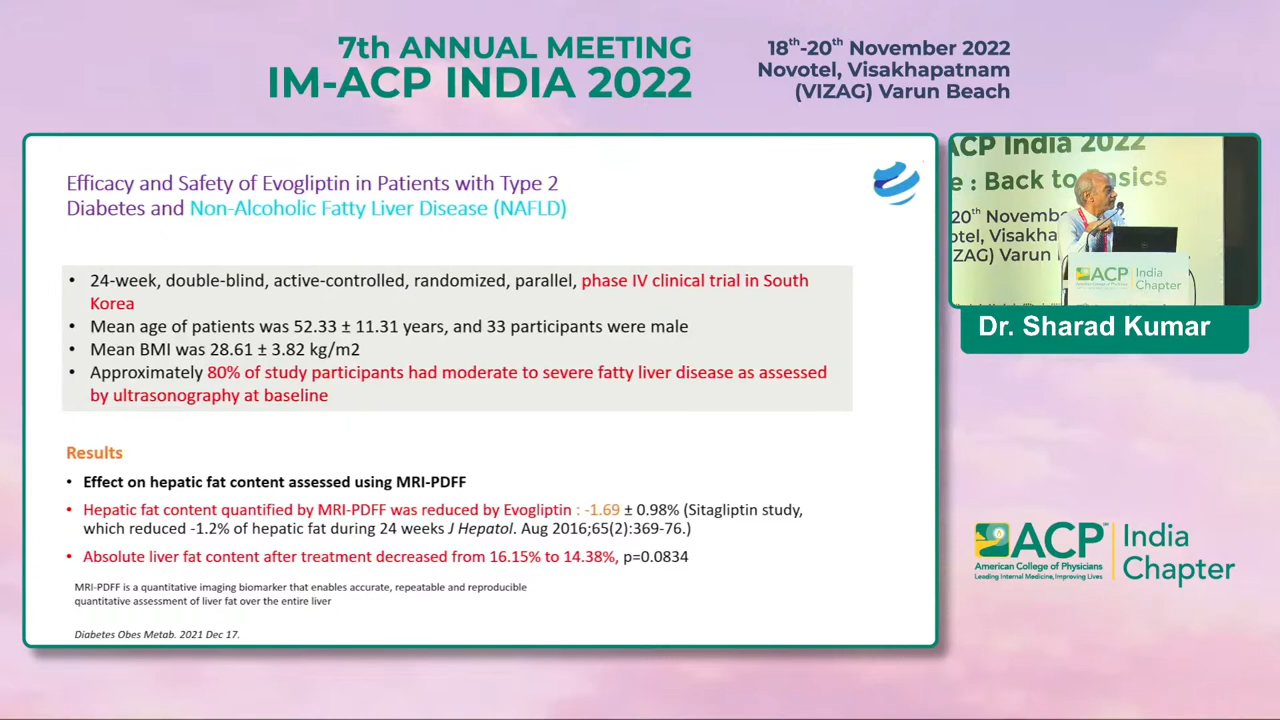 7th ANNUAL MEETING
IM-ACP INDIA 2022
18th-20th November 2022
Novotel, Visakhapatnam
(VIZAG) Varun Beach
Efficacy and Safety of Evogliptin in Patients with Type 2
Diabetes and Non-Alcoholic Fatty Liver Disease (NAFLD)
• 24-week, double-blind, active-controlled, randomized, parallel, phase IV clinical trial in South
Korea
• Mean age of patients was 52.33 ± 11.31 years, and 33 participants were male
• Mean BMI was 28.61 ± 3.82 kg/m2
• Approximately 80% of study participants had moderate to severe fatty liver disease as assessed
by ultrasonography at baseline
Results
• Effect on hepatic fat content assessed using MRI-PDFF
• Hepatic fat content quantified by MRI-PDFF was reduced by Evogliptin : -1.69 ± 0.98% (Sitagliptin study,
which reduced -1.2% of hepatic fat during 24 weeks J Hepatol. Aug 2016;65(2):369-76.)
• Absolute liver fat content after treatment decreased from 16.15% to 14.38%, p=0.0834
MRI-PDFF is a quantitative imaging biomarker that enables accurate, repeatable and reproducible
quantitative assessment of liver fat over the entire liver
Diabetes Obes Metab. 2021 Dec 17.
ACP India 2022
e : Back to
20th Novemb
otel, Visakha
ZAG) Varun
ACP India
Chapter
Dr. Sharad Kumar
ACP™
American College of Physicians
Leading Internal Medicine, Improving Lives
India
Chapter